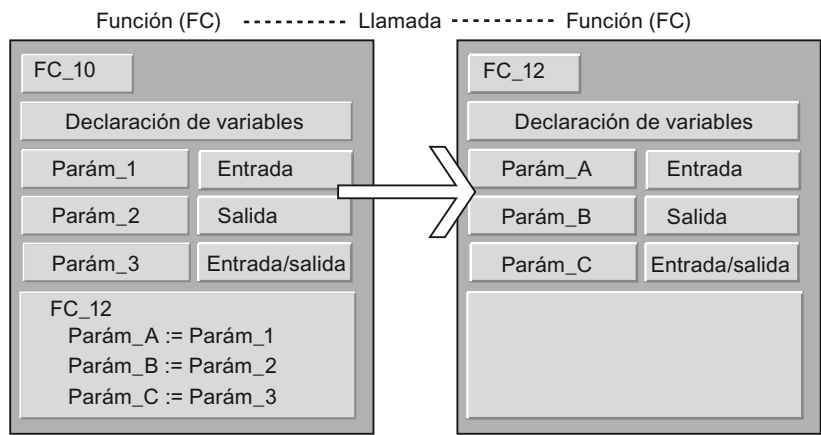 Función (FC) ---------- Llamada ---------- Función (FC)
FC_10
Declaración de variables
Parám_1 Entrada
Parám_2 Salida
Parám_3 Entrada/salida
FC_12
Parám_A := Parám_1
Parám_B := Parám_2
Parám_C := Parám_3
FC_12
Declaración de variables
Parám_A Entrada
Parám_B Salida
Parám_C Entrada/salida